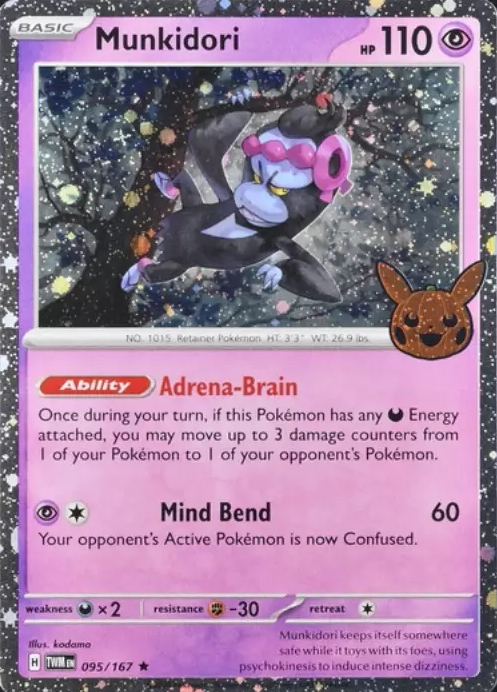 BASIC
Munkidori
HP 110
NO. 1015 Retainer Pokémon HT: 3'3" WT: 26.9 lbs.
Ability Adrena-Brain
Once during your turn, if this Pokémon has any Energy
attached, you may move up to 3 damage counters from
1 of your Pokémon to 1 of your opponent's Pokémon.
Mind Bend 60
Your opponent's Active Pokémon is now Confused.
weakness ×2 resistance -30 retreat
Illus. kodama
H TWM EN 095/167 ★
Munkidori keeps itself somewhere
safe while it toys with its foes, using
psychokinesis to induce intense dizziness.